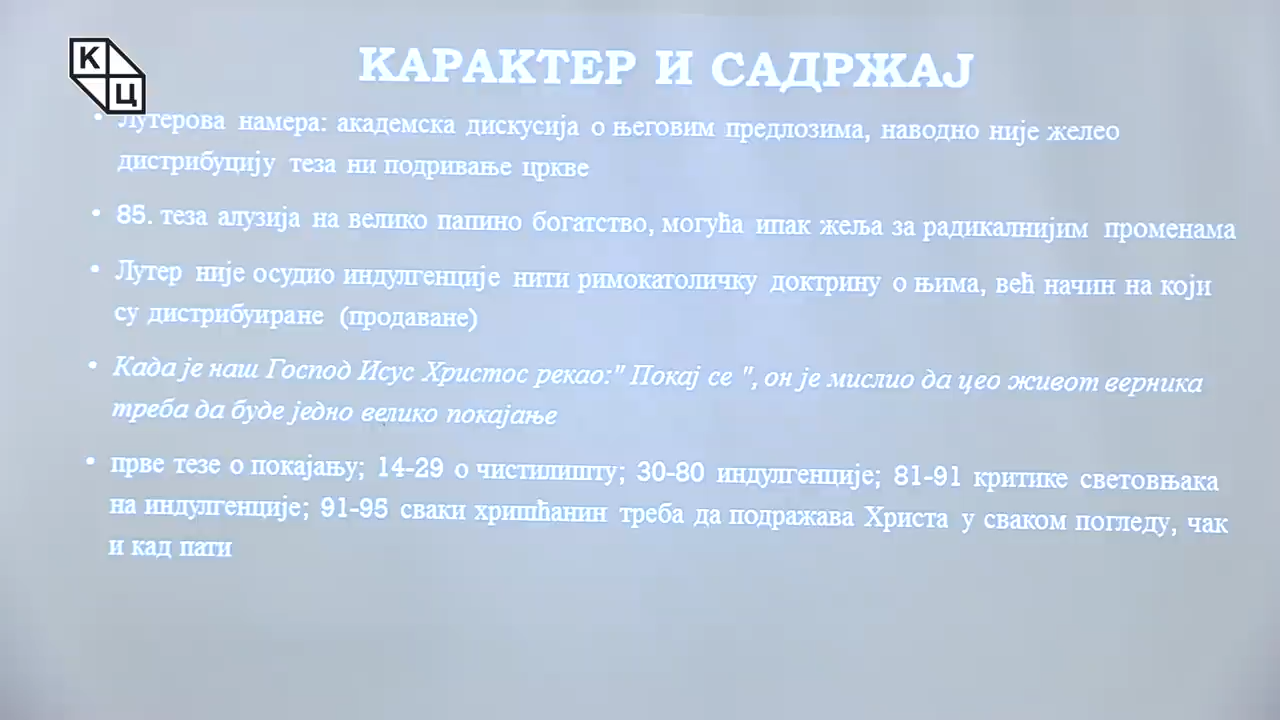 К
Ц
КАРАКТЕР И САДРЖАЈ
• Лутерова намера: академска дискусија о његовим предлозима, наводно није желео
дистрибуцију теза ни подривање цркве
• 85. теза алузија на велико папино богатство, могућа ипак жеља за радикалнијим променама
• Лутер није осудио индулгенције нити римокатоличку доктрину о њима, већ начин на који
су дистрибуиране (продаване)
• Када је наш Господ Исус Христос рекао:" Покај се ", он је мислио да цео живот верника
треба да буде једно велико покајање
• прве тезе о покајању; 14-29 о чистилишту; 30-80 индулгенције; 81-91 критике световњака
на индулгенције; 91-95 сваки хришћанин треба да подражава Христа у сваком погледу, чак
и кад пати